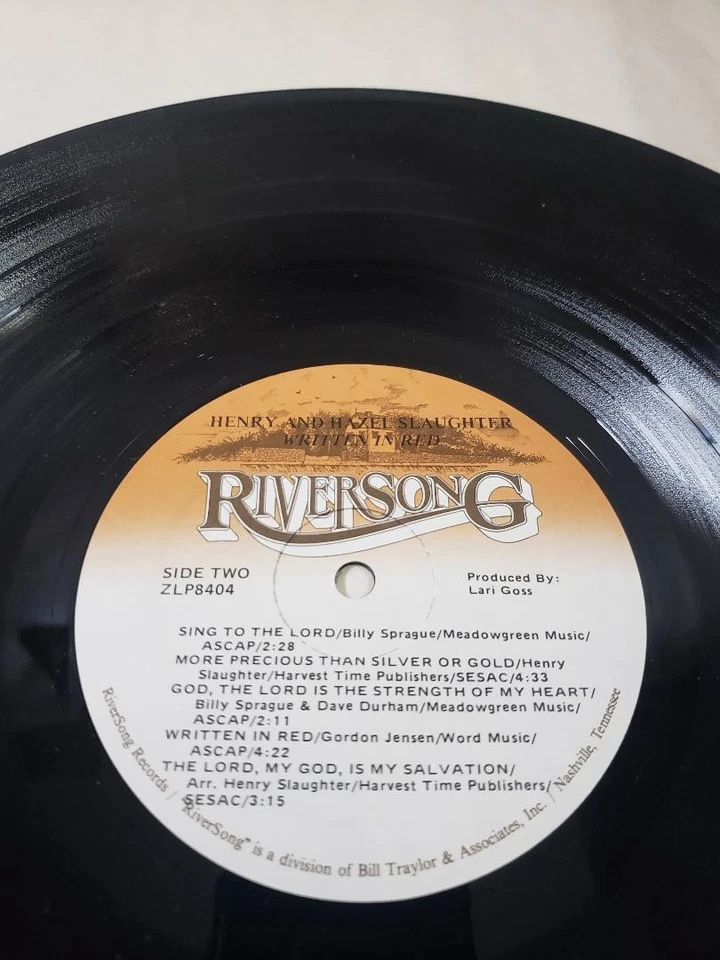 HENRY AND HAZEL SLAUGHTER
WRITTEN IN RED
RIVERSONG
SIDE TWO
ZLP8404
Produced By:
Lari Goss
SING TO THE LORD/Billy Sprague/Meadowgreen Music/
ASCAP/2:28
MORE PRECIOUS THAN SILVER OR GOLD/Henry
Slaughter/Harvest Time Publishers/SESAC/4:33
GOD, THE LORD IS THE STRENGTH OF MY HEART/
Billy Sprague & Dave Durham/Meadowgreen Music/
ASCAP/2:11
WRITTEN IN RED/Gordon Jensen/Word Music/
ASCAP/4:22
THE LORD, MY GOD, IS MY SALVATION/
Arr. Henry Slaughter/Harvest Time Publishers/
SESAC/3:15
RiverSong Records / "RiverSong" is a division of Bill Traylor & Associates, Inc. / Nashville, Tennessee